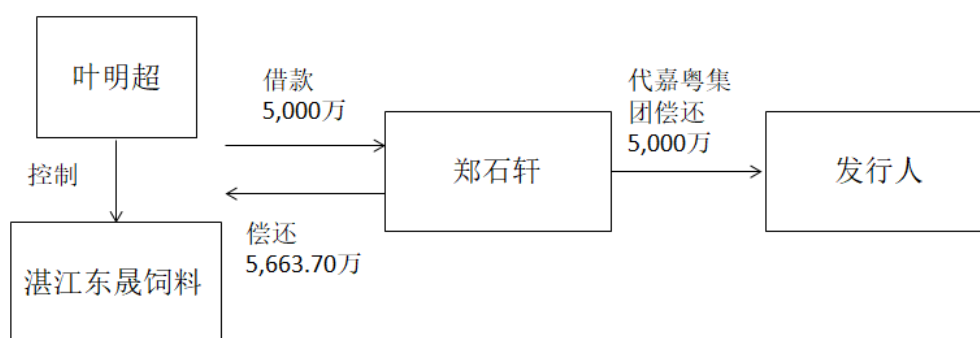 叶明超
控制
湛江东晟饲料
借款
5,000万
偿还
5,663.70万
郑石轩
代嘉粤集
团偿还
5,000万
发行人